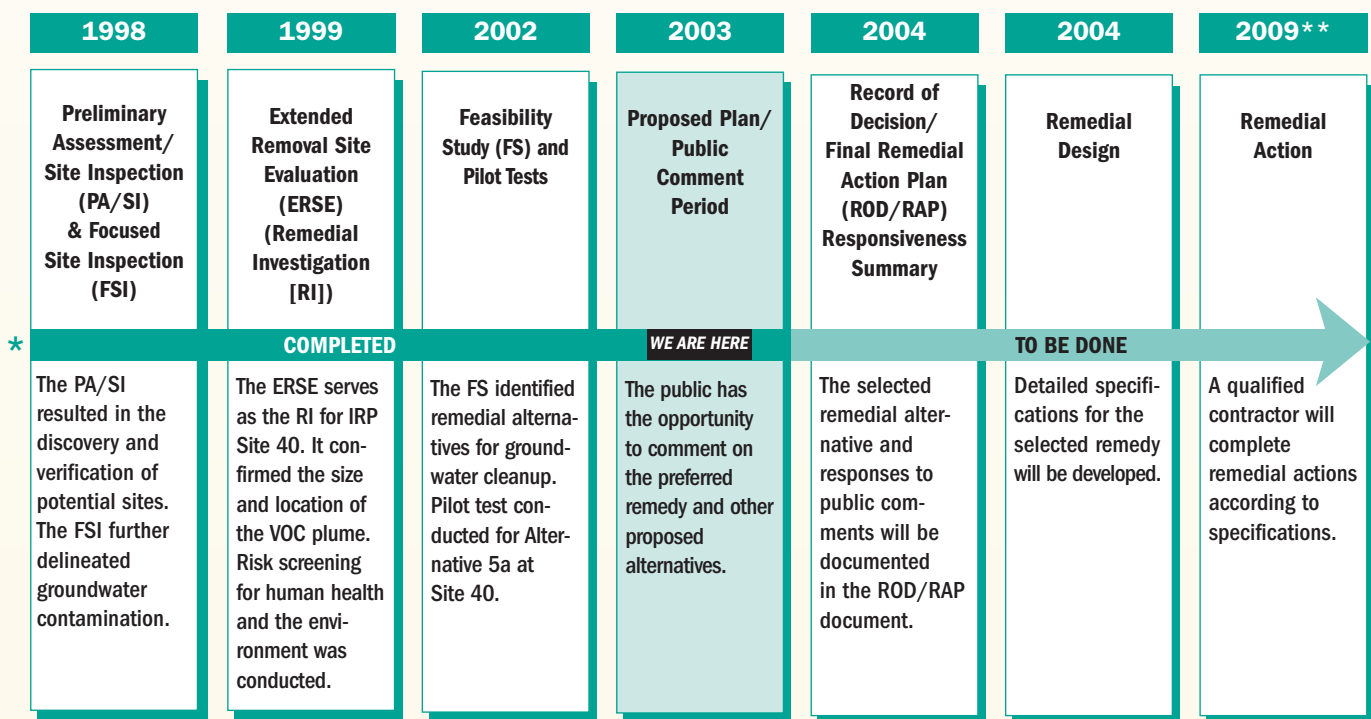 1998
Preliminary
Assessment/
Site Inspection
(PA/SI)
& Focused
Site Inspection
(FSI)
1999
Extended
Removal Site
Evaluation
(ERSE)
(Remedial
Investigation
[RI])
2002
Feasibility
Study (FS) and
Pilot Tests
2003
Proposed Plan/
Public
Comment
Period
2004
Record of
Decision/
Final Remedial
Action Plan
(ROD/RAP)
Responsiveness
Summary
2004
Remedial
Design
2009**
Remedial
Action
*
COMPLETED
WE ARE HERE
TO BE DONE
The PA/SI
resulted in the
discovery and
verification of
potential sites.
The FSI further
delineated
groundwater
contamination.
The ERSE serves
as the RI for IRP
Site 40. It con-
firmed the size
and location of
the VOC plume.
Risk screening
for human health
and the envi-
ronment was
conducted.
The FS identified
remedial alterna-
tives for ground-
water cleanup.
Pilot test con-
ducted for Alter-
native 5a at
Site 40.
The public has
the opportunity
to comment on
the preferred
remedy and other
proposed
alternatives.
The selected
remedial alter-
native and
responses to
public com-
ments will be
documented
in the ROD/RAP
document.
Detailed specifi-
cations for the
selected remedy
will be developed.
A qualified
contractor will
complete
remedial actions
according to
specifications.